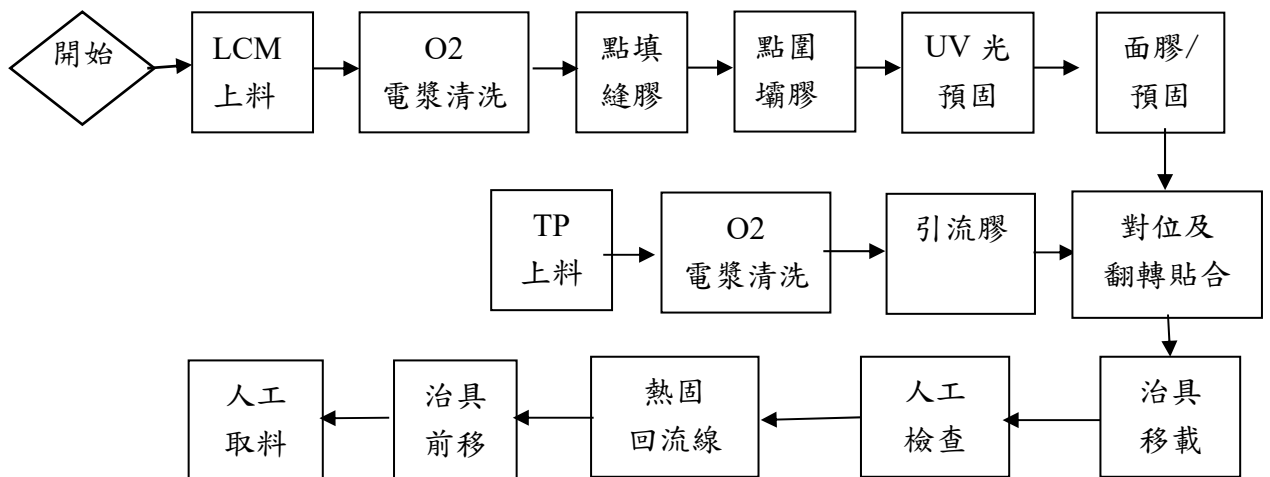 開始
LCM
上料
O2
電漿清洗
點填
縫膠
點圍
壩膠
UV 光
預固
面膠/
預固
TP
上料
O2
電漿清洗
引流膠
對位及
翻轉貼合
人工
取料
治具
前移
熱固
回流線
人工
檢查
治具
移載